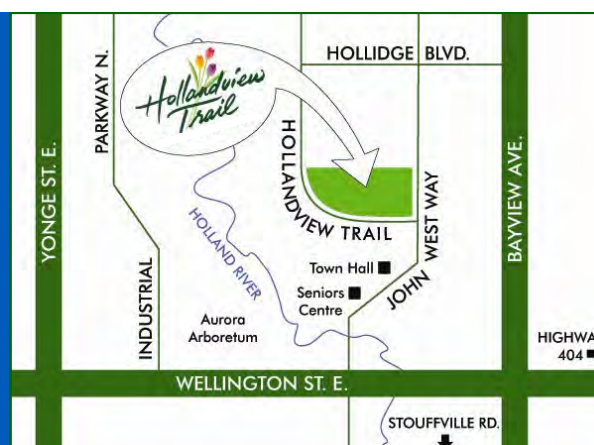 HOLLIDGE BLVD.
PARKWAY N.
Hollandview
Trail
HOLLANDVIEW TRAIL
YONGE ST. E.
BAYVIEW AVE.
JOHN WEST WAY
HOLLAND RIVER
Town Hall
Seniors
Centre
INDUSTRIAL
Aurora
Arboretum
HIGHWA
404
WELLINGTON ST. E.
STOUFFVILLE RD.